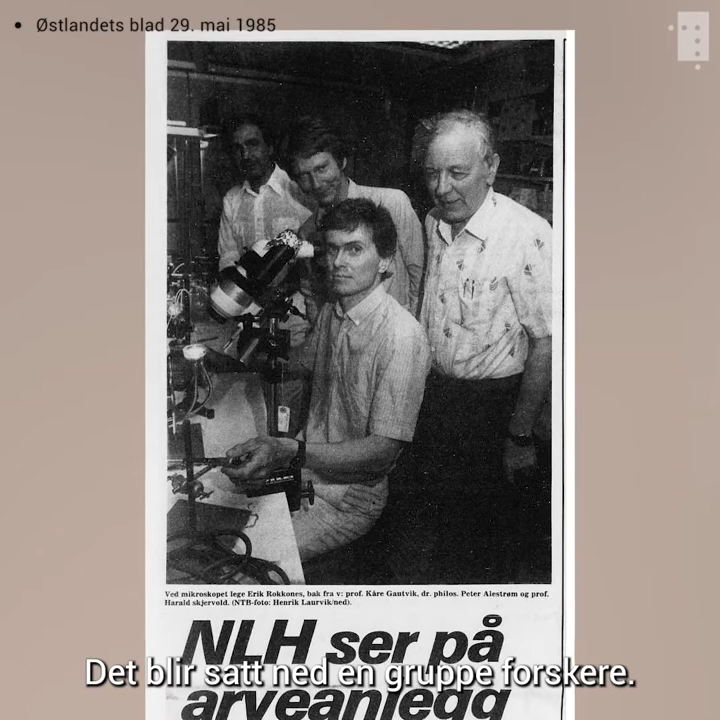 • Østlandets blad 29. mai 1985
Ved mikroskopet lege Erik Rokkones, bak fra v: prof. Kåre Gautvik, dr. philos. Peter Alestrøm og prof.
Harald skjervold. (NTB-foto: Henrik Laurvik/ned).
NLH ser på
Det blir satt ned en gruppe forskere.
arveanlegg